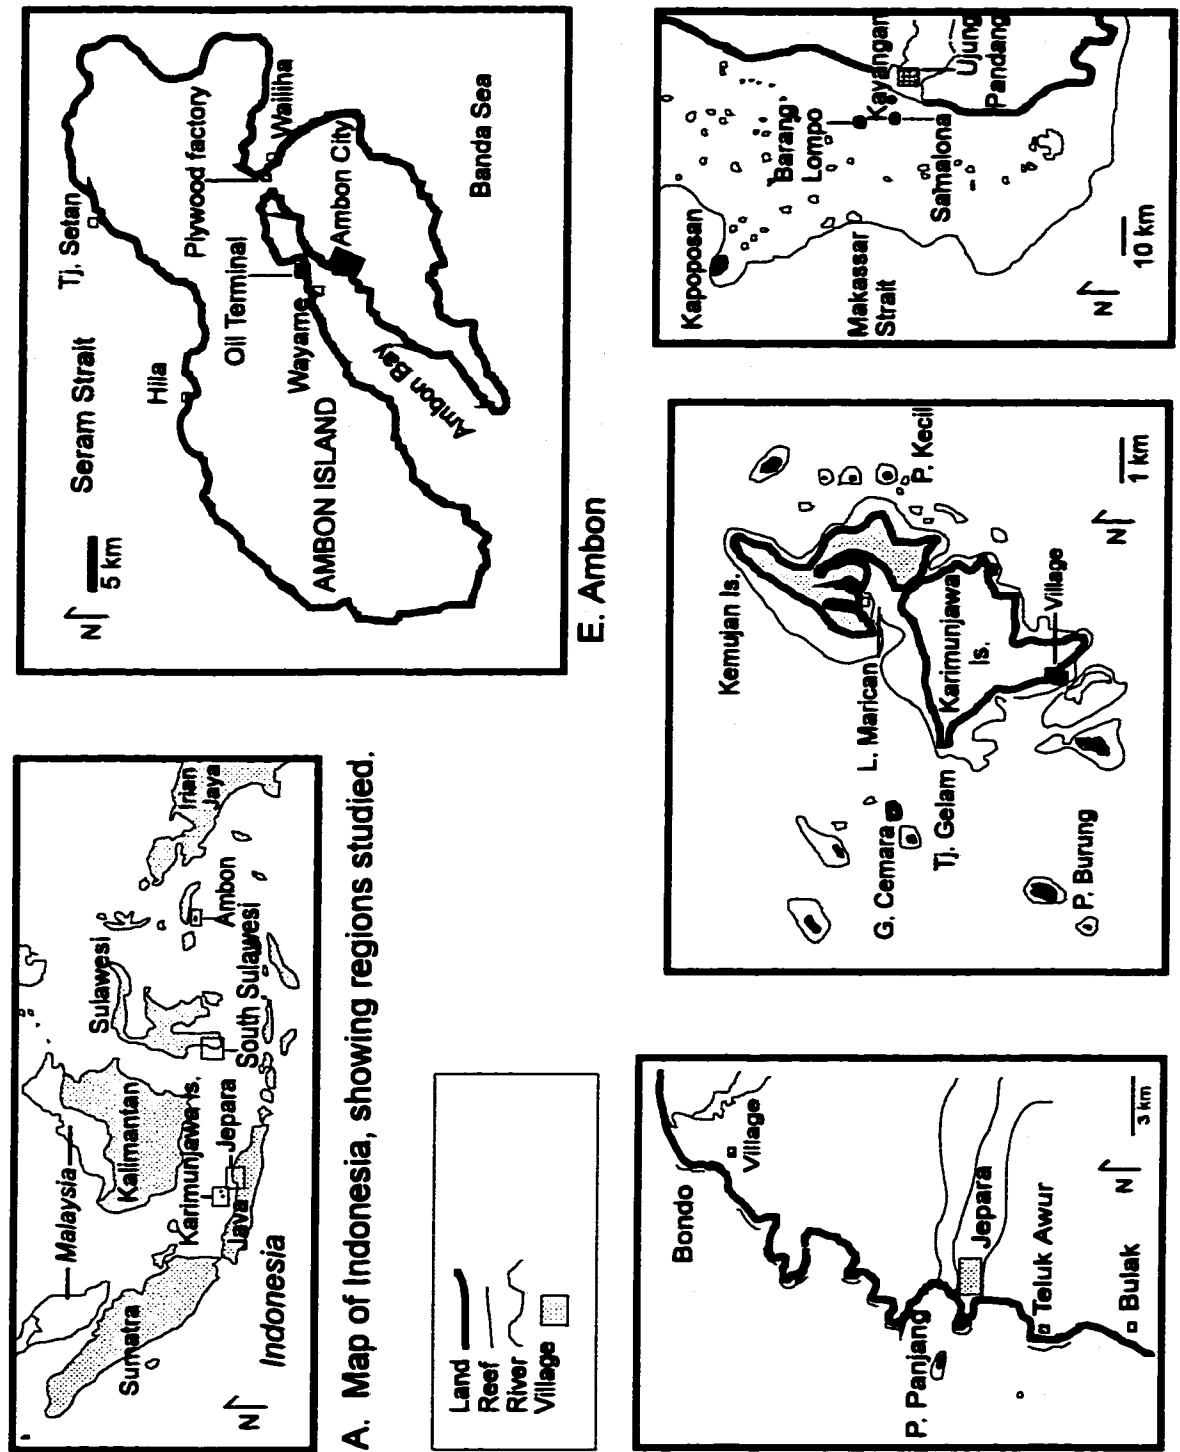 Malaysia
Sulawesi
Kalimantan
Irian
Jaya
Sumatra
Karimunjawa Is.
Jepara
Ambon
South Sulawesi
Java
Indonesia
N
A. Map of Indonesia, showing regions studied.
N
5 km
Seram Strait
Tj. Setan
Hila
Plywood factory
Wailiha
Oil Terminal
Wayame
Ambon City
AMBON ISLAND
Ambon Bay
Banda Sea
E. Ambon
Land
Reef
River
Village
Bondo
Village
P. Panjang
Jepara
Teluk Awur
Bulak
N
3 km
Kemujan Is.
L. Marican
G. Cemara
Tj. Gelam
Karimunjawa
Is.
P. Kecil
Village
P. Burung
N
1 km
Kapoposan
Barang
Lompo
Kayangan
Ujung
Pandang
Samalona
Makassar
Strait
N
10 km